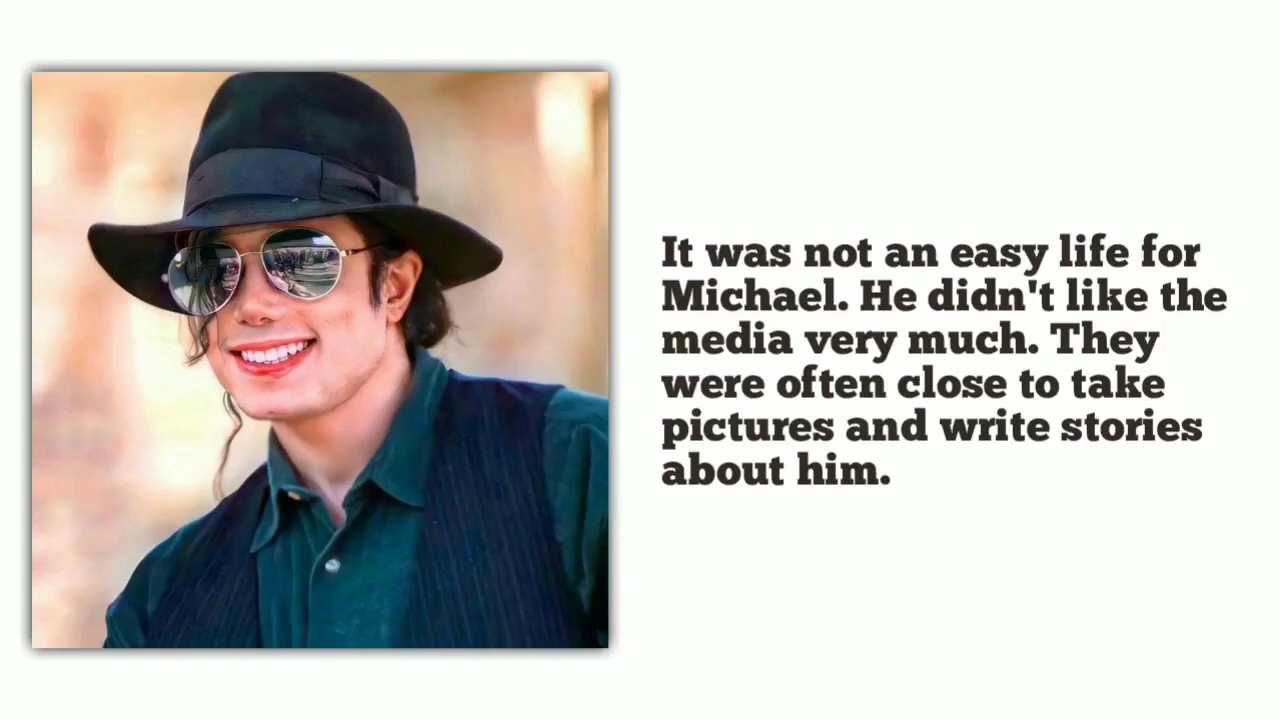 It was not an easy life for
Michael. He didn't like the
media very much. They
were often close to take
pictures and write stories
about him.